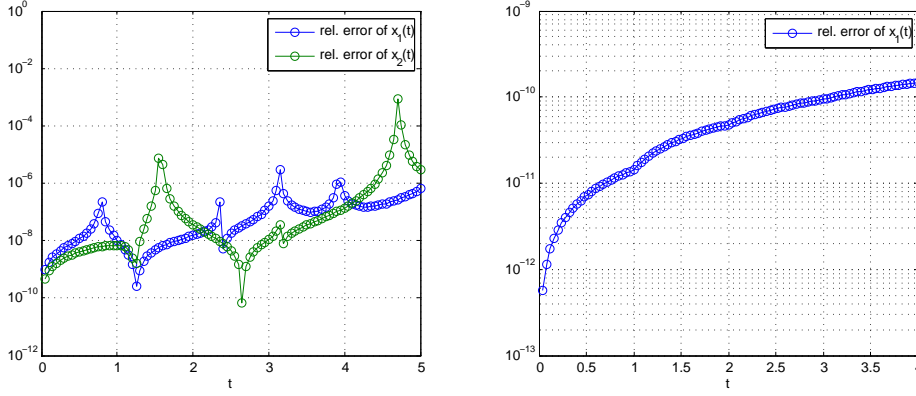 10^0
10^-2
10^-4
10^-6
10^-8
10^-10
10^-12
0 1 2 3 4 5
t
rel. error of x_1(t)
rel. error of x_2(t)
10^-9
10^-10
10^-11
10^-12
10^-13
0 0.5 1 1.5 2 2.5 3 3.5
t
rel. error of x_1(t)